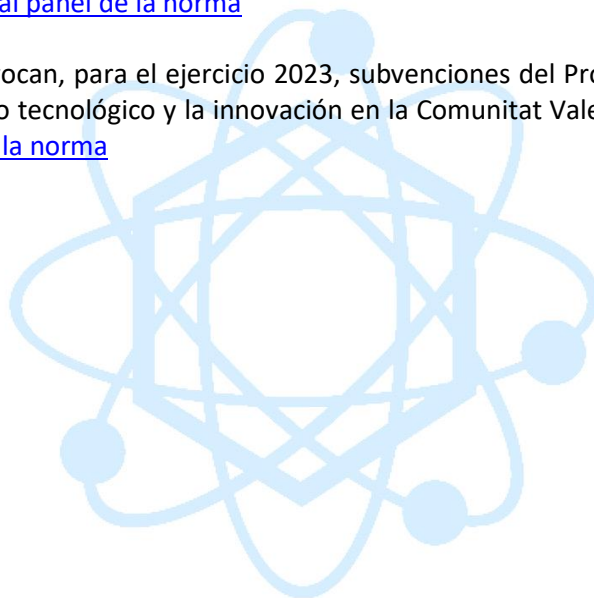 al panel de la norma
ocan, para el ejercicio 2023, subvenciones del Pro
o tecnológico y la innovación en la Comunitat Vale
la norma